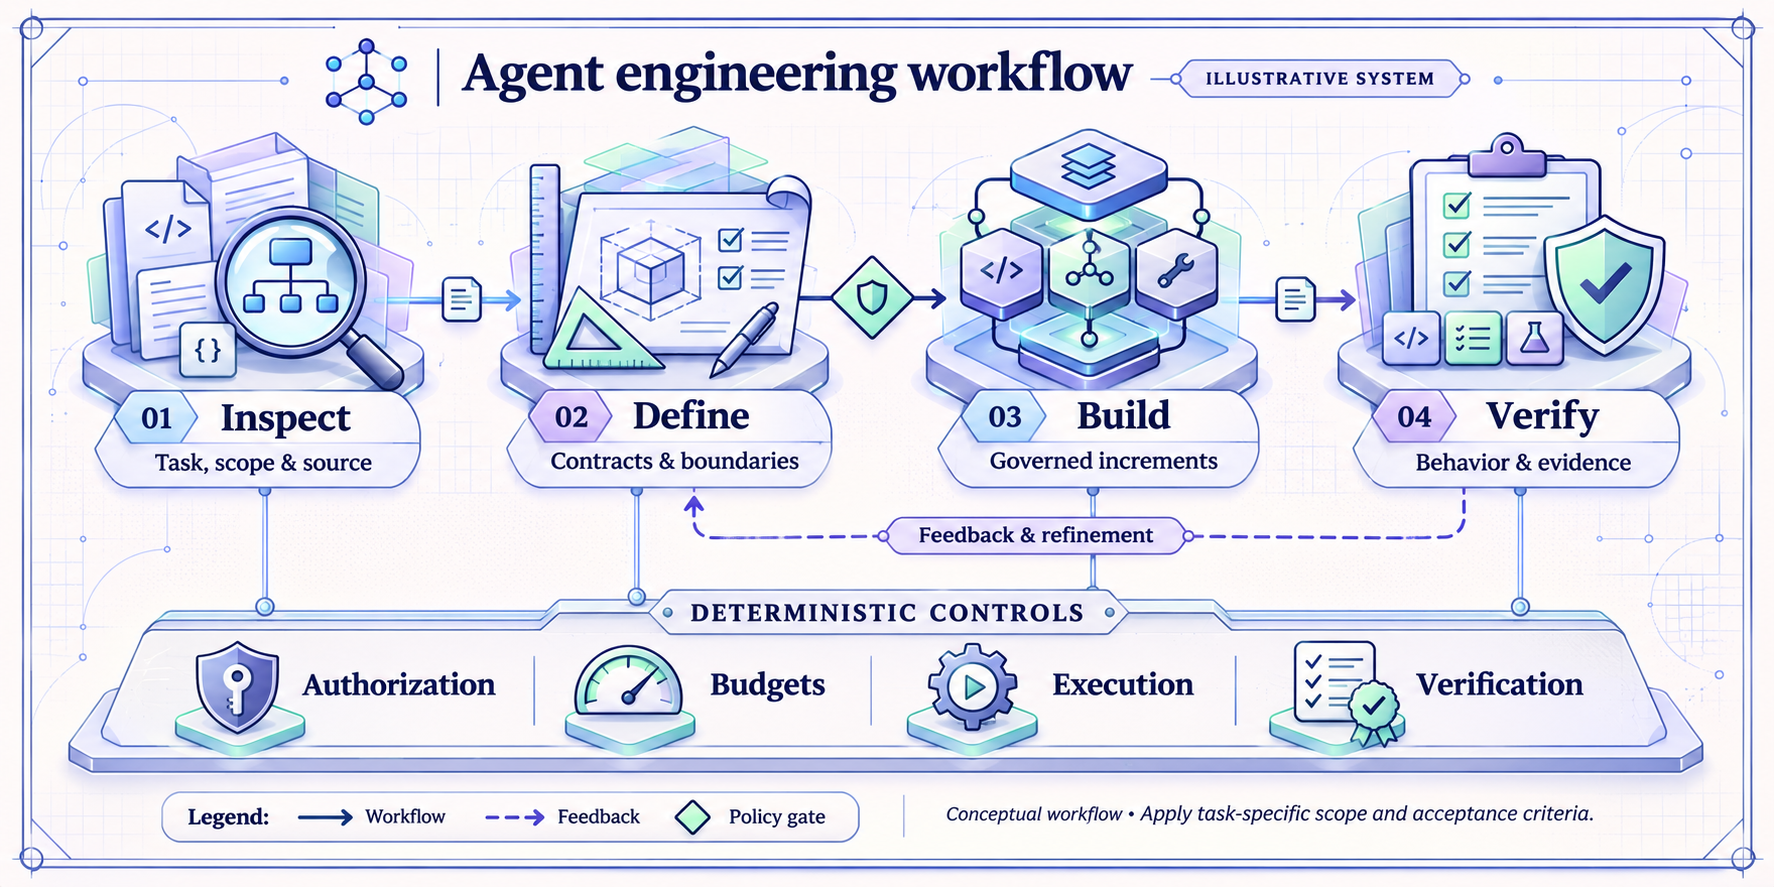 Agent engineering workflow
ILLUSTRATIVE SYSTEM
</>
{}
01 Inspect
Task, scope & source
02 Define
Contracts & boundaries
</>
03 Build
Governed increments
</>
04 Verify
Behavior & evidence
Feedback & refinement
DETERMINISTIC CONTROLS
Authorization
Budgets
Execution
Verification
Legend:
Workflow
Feedback
Policy gate
Conceptual workflow • Apply task-specific scope and acceptance criteria.